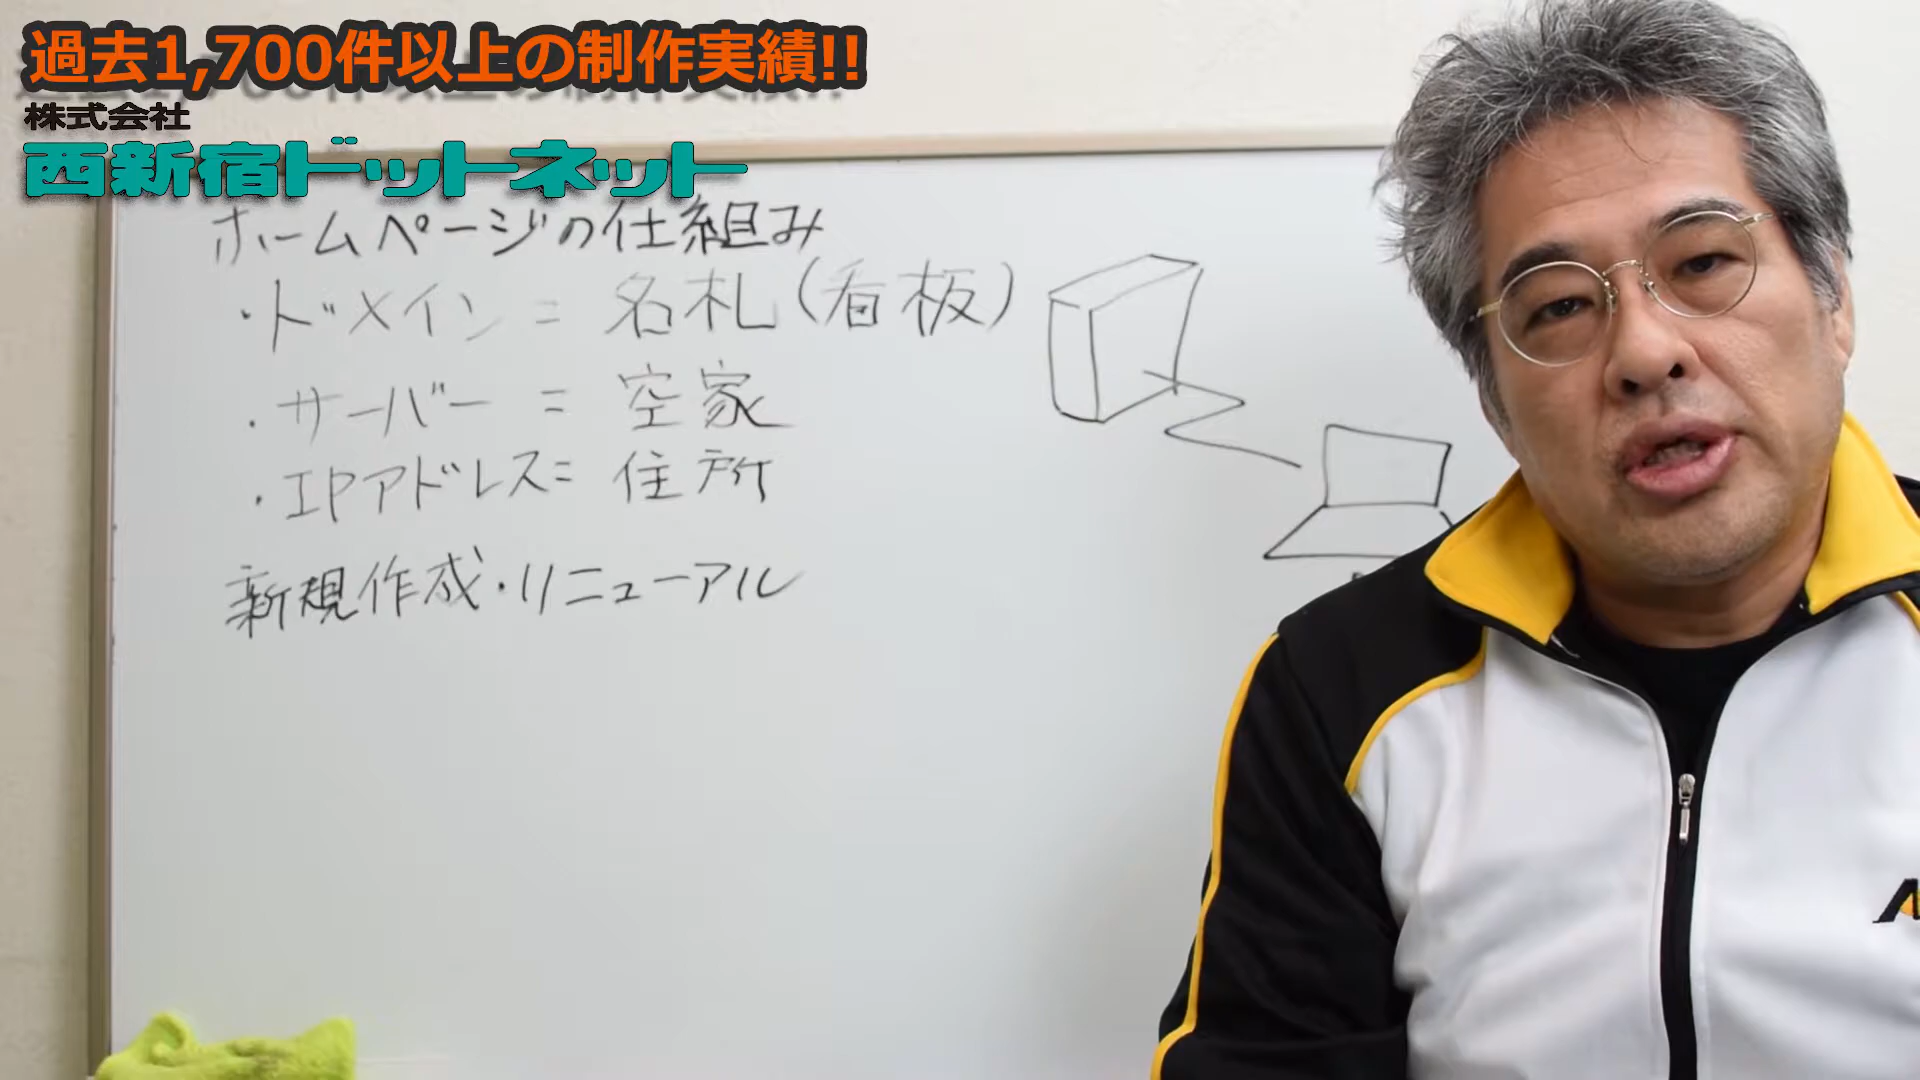 過去1,700件以上の制作実績!!
株式会社
西新宿ドットネット
ホームページの仕組み
・ドメイン = 名札(看板)
・サーバー = 空家
・IPアドレス = 住所
新規作成・リニューアル